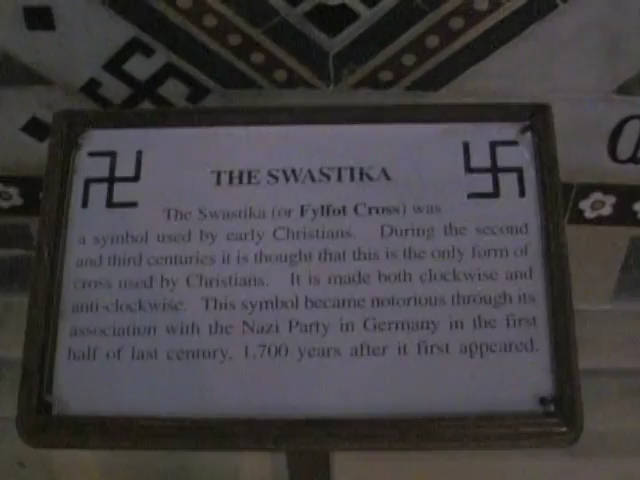 THE SWASTIKA
The Swastika (or Fylfot Cross) was
a symbol used by early Christians. During the second
and third centuries it is thought that this is the only form of
cross used by Christians. It is made both clockwise and
anti-clockwise. This symbol became notorious through its
association with the Nazi Party in Germany in the first
half of last century, 1,700 years after it first appeared.